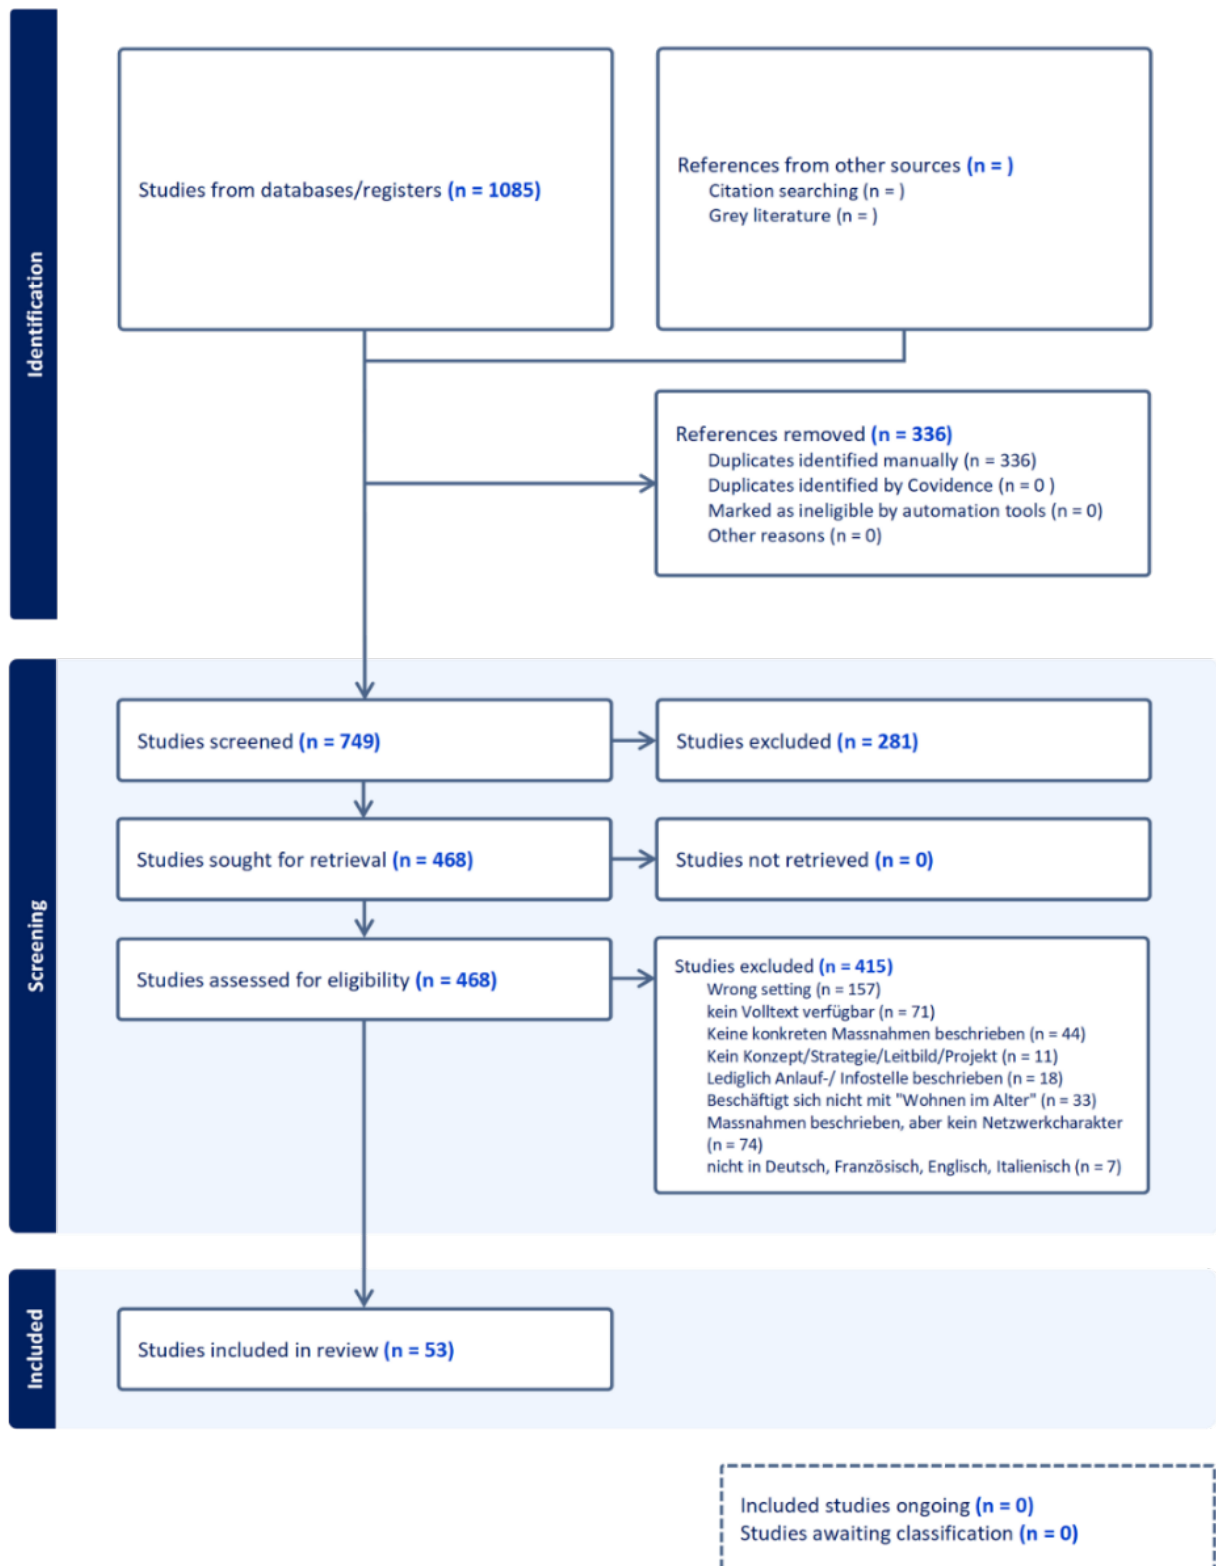 Identification
Studies from databases/registers (n = 1085)
References from other sources (n = )
Citation searching (n = )
Grey literature (n = )
References removed (n = 336)
Duplicates identified manually (n = 336)
Duplicates identified by Covidence (n = 0 )
Marked as ineligible by automation tools (n = 0)
Other reasons (n = 0)
Screening
Studies screened (n = 749)
Studies excluded (n = 281)
Studies sought for retrieval (n = 468)
Studies not retrieved (n = 0)
Studies assessed for eligibility (n = 468)
Studies excluded (n = 415)
Wrong setting (n = 157)
kein Volltext verfügbar (n = 71)
Keine konkreten Massnahmen beschrieben (n = 44)
Kein Konzept/Strategie/Leitbild/Projekt (n = 11)
Lediglich Anlauf-/ Infostelle beschrieben (n = 18)
Beschäftigt sich nicht mit "Wohnen im Alter" (n = 33)
Massnahmen beschrieben, aber kein Netzwerkcharakter
(n = 74)
nicht in Deutsch, Französisch, Englisch, Italienisch (n = 7)
Included
Studies included in review (n = 53)
Included studies ongoing (n = 0)
Studies awaiting classification (n = 0)